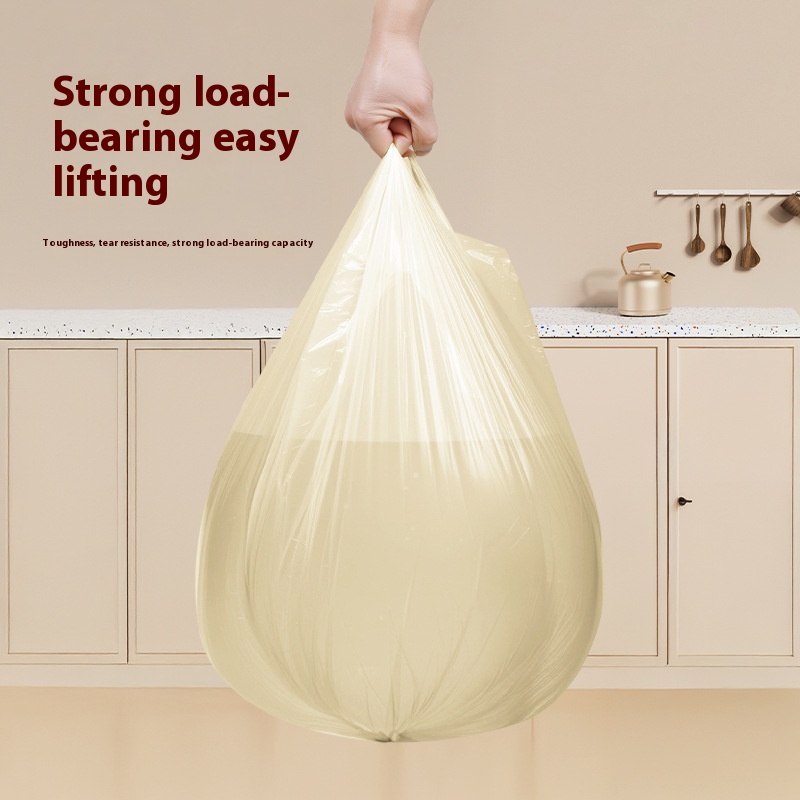 Strong load-
bearing easy
lifting
Toughness, tear resistance, strong load-bearing capacity